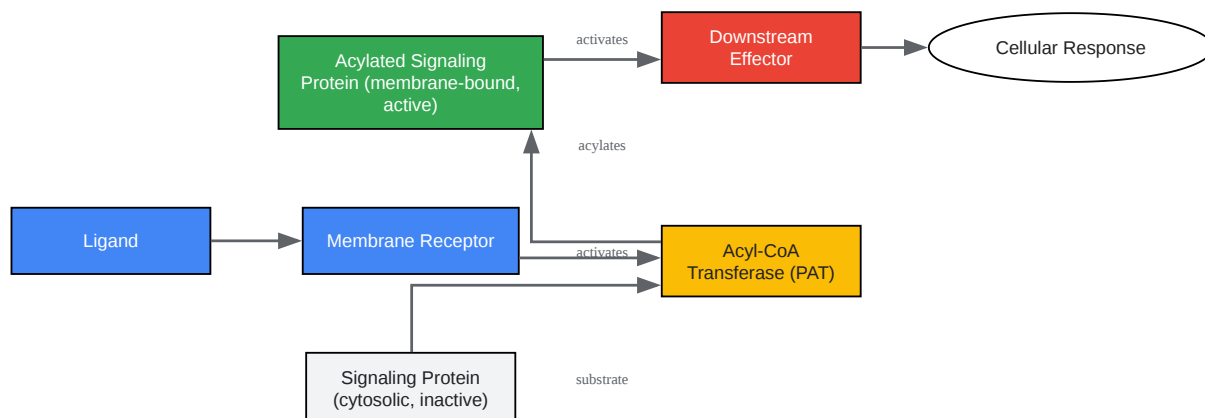 activates
Downstream
Effector
Cellular Response
Acylated Signaling
Protein (membrane-bound,
active)
acylates
Ligand
Membrane Receptor
activates
Acyl-CoA
Transferase (PAT)
Signaling Protein
(cytosolic, inactive)
substrate